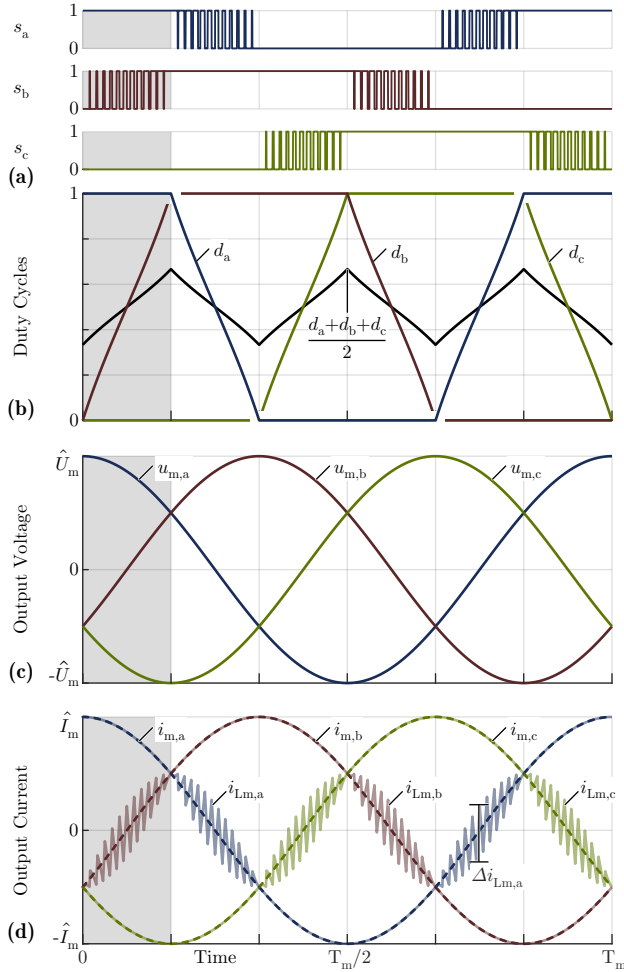 1
s_a
0
1
s_b
0
1
s_c
0
(a)
1
d_a
d_b
d_c
Duty Cycles
d_a+d_b+d_c
2
0
(b)
Û_m
u_m,a
u_m,b
u_m,c
Output Voltage
0
-Û_m
(c)
Î_m
i_m,a
i_m,b
i_m,c
i_Lm,a
i_Lm,b
i_Lm,c
Output Current
0
Δi_Lm,a
-Î_m
(d)
0 Time T_m/2 T_m